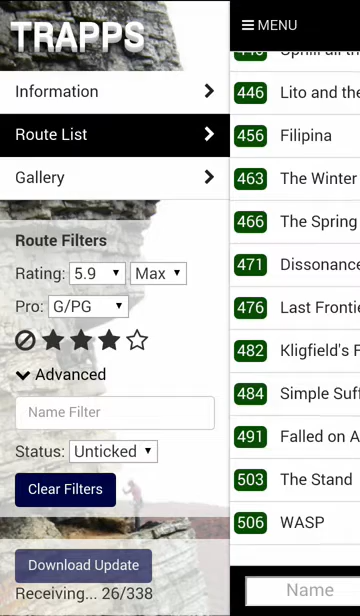 TRAPPS
Information
Route List
Gallery
Route Filters
Rating: 5.9 Max
Pro: G/PG
Advanced
Name Filter
Status: Unticked
Clear Filters
Download Update
Receiving... 26/338
MENU
446 Lito and the
456 Filipina
463 The Winter
466 The Spring
471 Dissonance
476 Last Frontie
482 Kligfield's F
484 Simple Suff
491 Falled on A
503 The Stand
506 WASP
Name